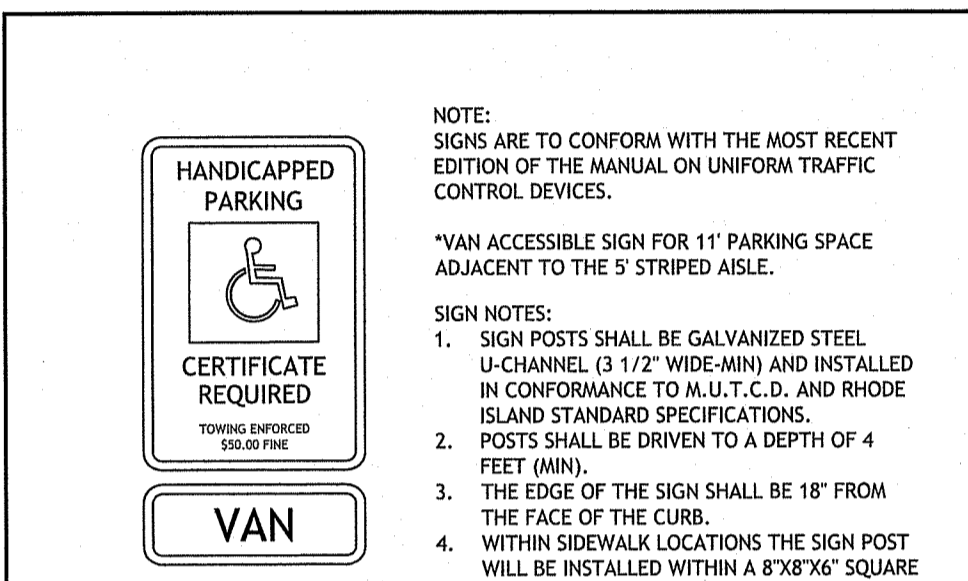 HANDICAPPED
PARKING
CERTIFICATE
REQUIRED
TOWING ENFORCED
$50.00 FINE
VAN
NOTE:
SIGNS ARE TO CONFORM WITH THE MOST RECENT
EDITION OF THE MANUAL ON UNIFORM TRAFFIC
CONTROL DEVICES.
*VAN ACCESSIBLE SIGN FOR 11' PARKING SPACE
ADJACENT TO THE 5' STRIPED AISLE.
SIGN NOTES:
1. SIGN POSTS SHALL BE GALVANIZED STEEL
U-CHANNEL (3 1/2" WIDE-MIN) AND INSTALLED
IN CONFORMANCE TO M.U.T.C.D. AND RHODE
ISLAND STANDARD SPECIFICATIONS.
2. POSTS SHALL BE DRIVEN TO A DEPTH OF 4
FEET (MIN).
3. THE EDGE OF THE SIGN SHALL BE 18" FROM
THE FACE OF THE CURB.
4. WITHIN SIDEWALK LOCATIONS THE SIGN POST
WILL BE INSTALLED WITHIN A 8"X8"X6" SQUARE